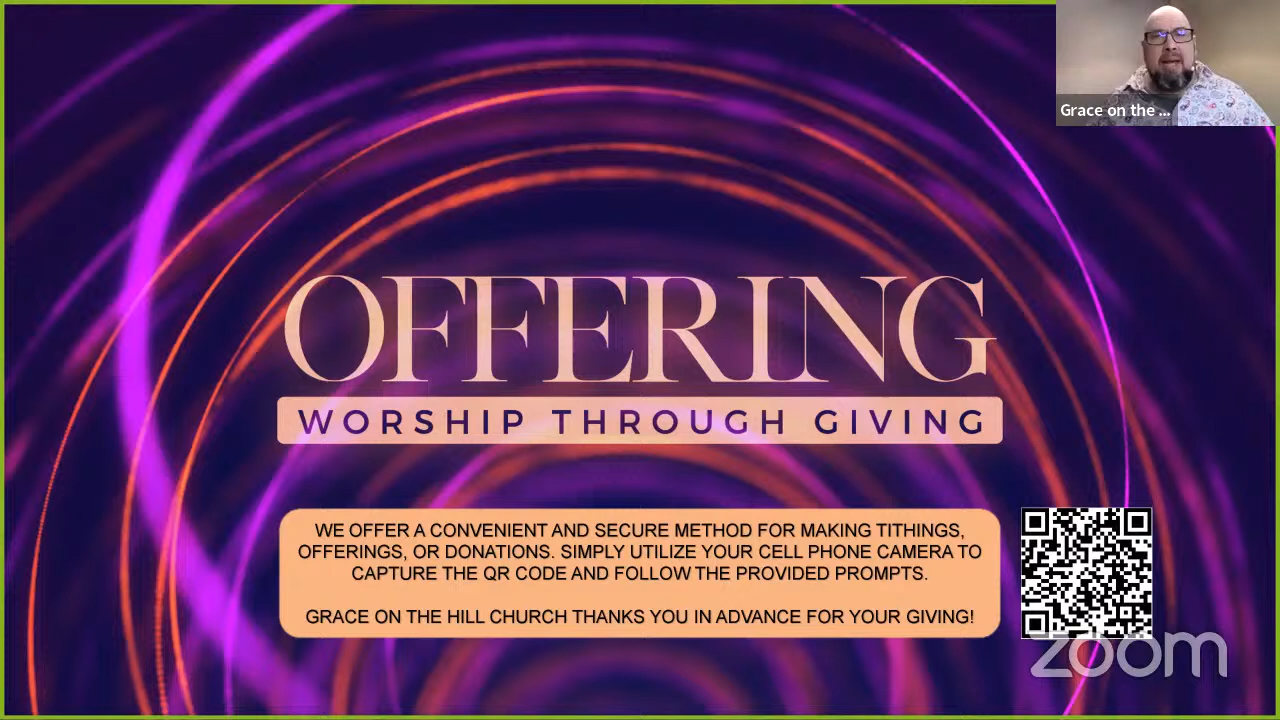 Grace on the ...
OFFERING
WORSHIP THROUGH GIVING
WE OFFER A CONVENIENT AND SECURE METHOD FOR MAKING TITHINGS,
OFFERINGS, OR DONATIONS. SIMPLY UTILIZE YOUR CELL PHONE CAMERA TO
CAPTURE THE QR CODE AND FOLLOW THE PROVIDED PROMPTS.
GRACE ON THE HILL CHURCH THANKS YOU IN ADVANCE FOR YOUR GIVING!
zoom